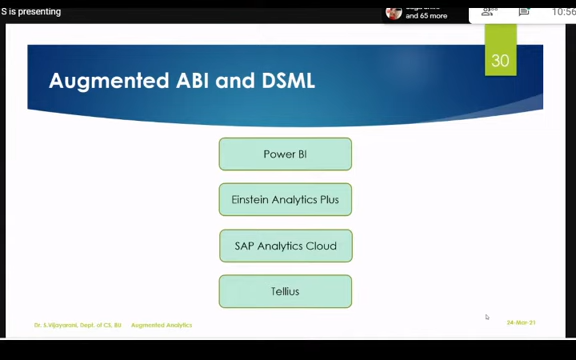 S is presenting
and 65 more
10:56
30
Augmented ABI and DSML
Power BI
Einstein Analytics Plus
SAP Analytics Cloud
Tellius
Dr. S.Vijayarani, Dept. of CS, BU Augmented Analytics
24-Mar-21